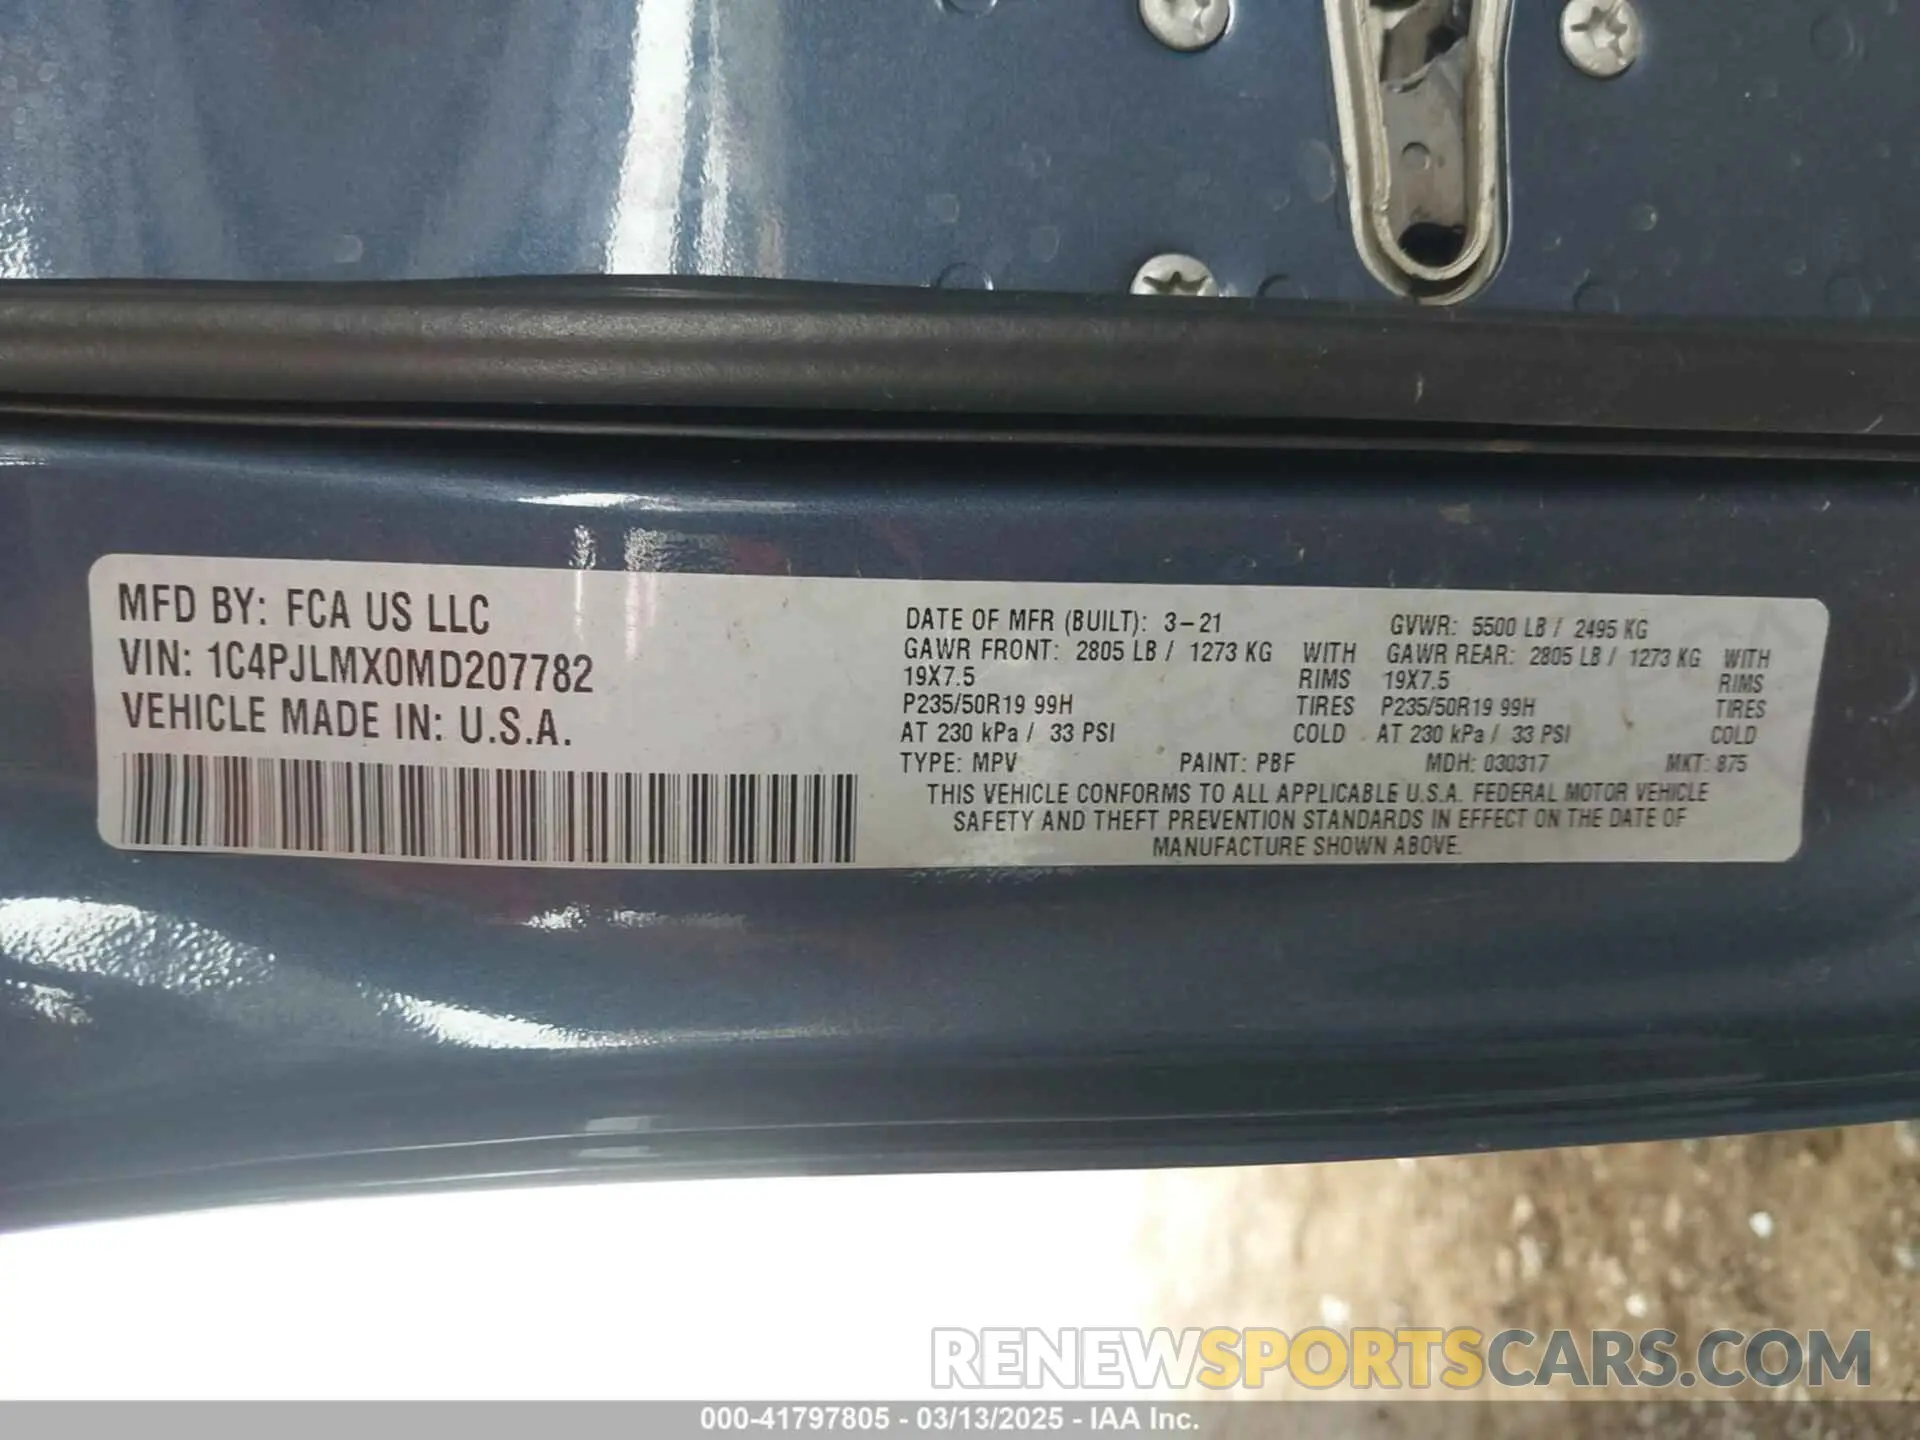 MFD BY: FCA US LLC
VIN: 1C4PJLMX0MD207782
VEHICLE MADE IN: U.S.A.
DATE OF MFR (BUILT): 3-21 GVWR: 5500 LB / 2495 KG
GAWR FRONT: 2805 LB / 1273 KG WITH GAWR REAR: 2805 LB / 1273 KG WITH
19X7.5 RIMS 19X7.5 RIMS
P235/50R19 99H TIRES P235/50R19 99H TIRES
AT 230 kPa / 33 PSI COLD AT 230 kPa / 33 PSI COLD
TYPE: MPV PAINT: PBF MDH: 030317 MKT: 875
THIS VEHICLE CONFORMS TO ALL APPLICABLE U.S.A. FEDERAL MOTOR VEHICLE
SAFETY AND THEFT PREVENTION STANDARDS IN EFFECT ON THE DATE OF
MANUFACTURE SHOWN ABOVE.
RENEWSPORTSCARS.COM
000-41797805 - 03/13/2025 - IAA Inc.